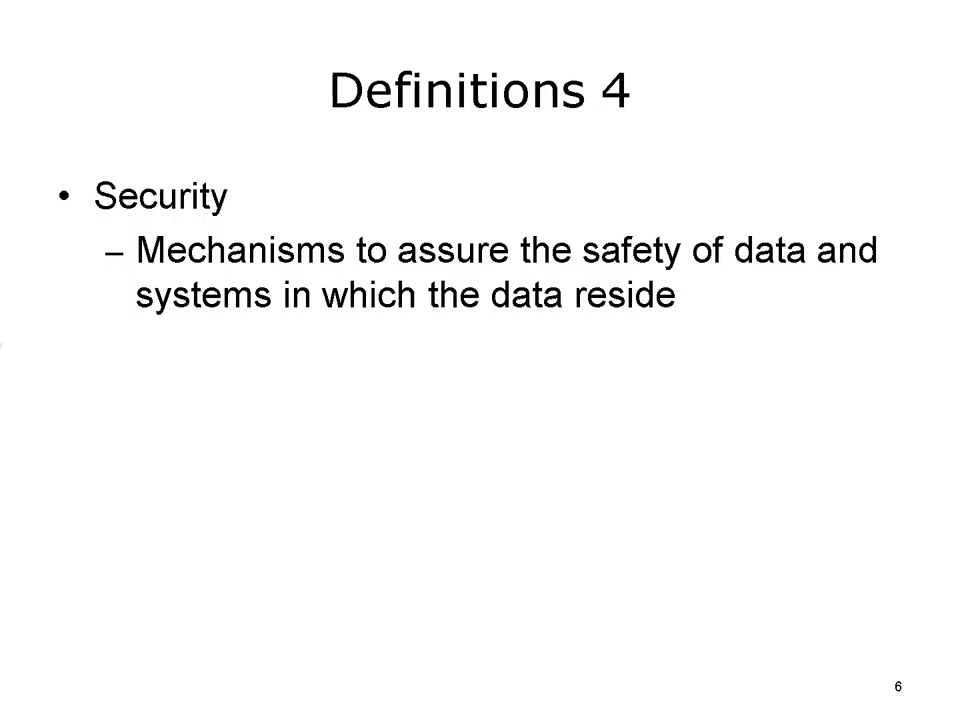 Definitions 4
• Security
– Mechanisms to assure the safety of data and
systems in which the data reside
6